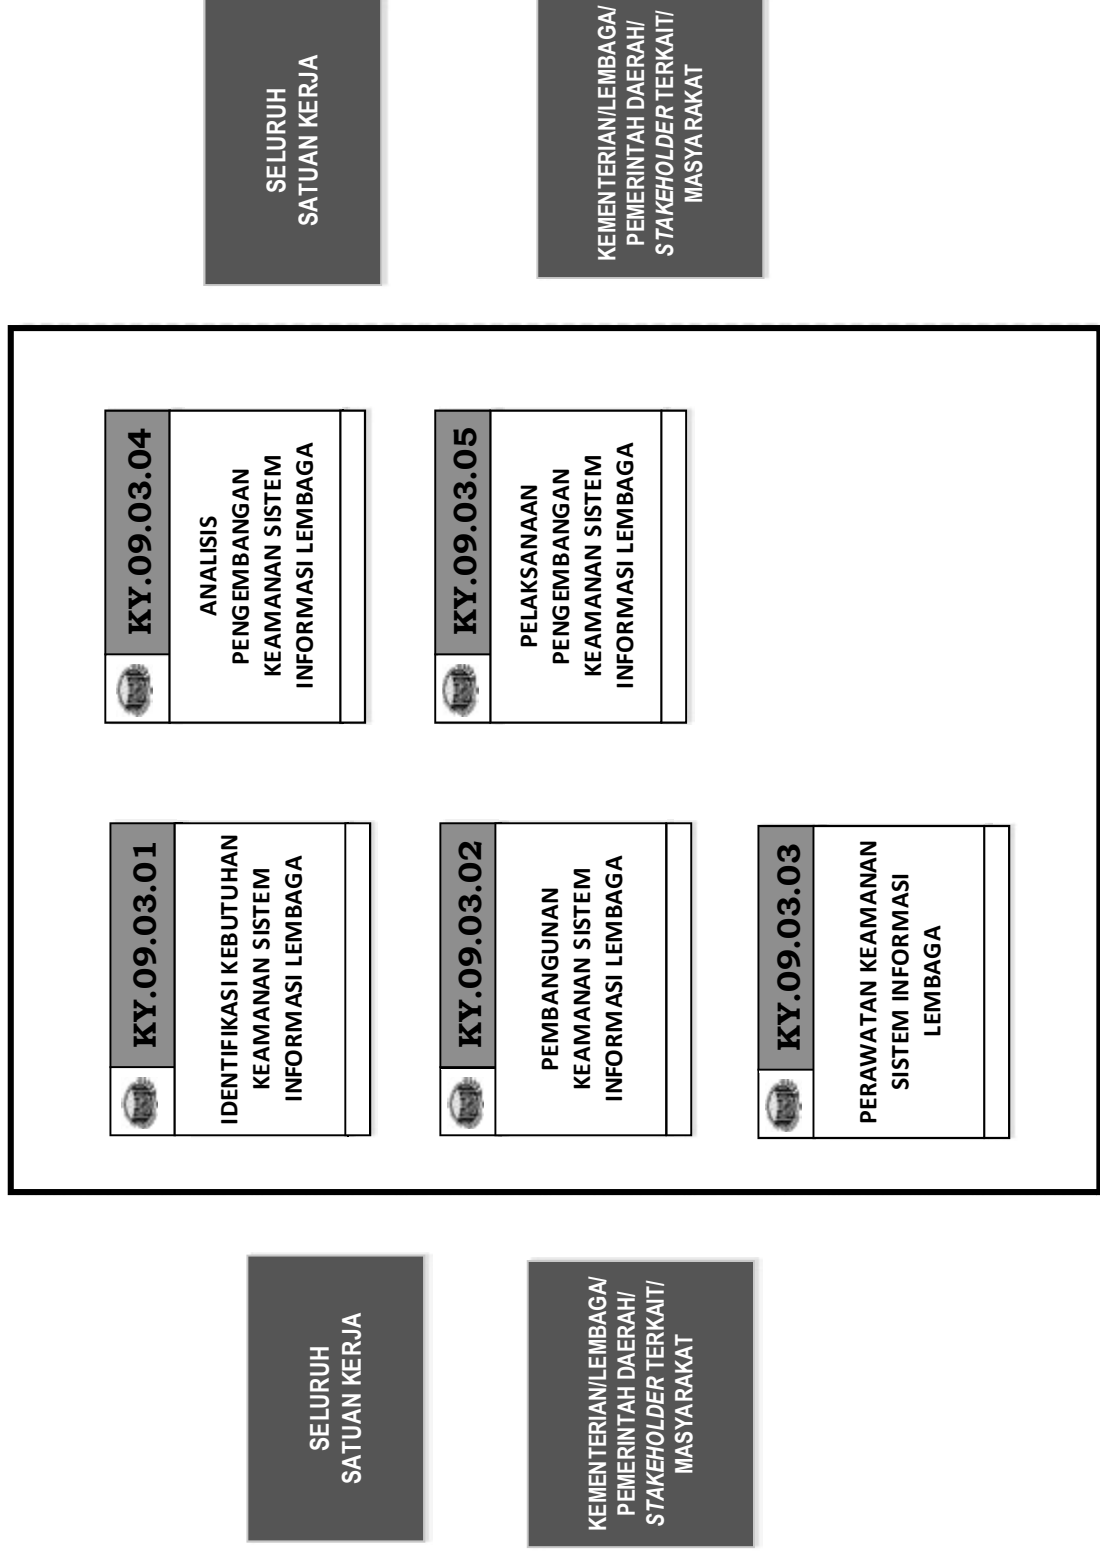 SELURUH
SATUAN KERJA
KEMENTERIAN/LEMBAGA/
PEMERINTAH DAERAH/
STAKEHOLDER TERKAIT/
MASYARAKAT
KY.09.03.01
IDENTIFIKASI KEBUTUHAN
KEAMANAN SISTEM
INFORMASI LEMBAGA
KY.09.03.02
PEMBANGUNAN
KEAMANAN SISTEM
INFORMASI LEMBAGA
KY.09.03.03
PERAWATAN KEAMANAN
SISTEM INFORMASI
LEMBAGA
KY.09.03.04
ANALISIS
PENGEMBANGAN
KEAMANAN SISTEM
INFORMASI LEMBAGA
KY.09.03.05
PELAKSANAAN
PENGEMBANGAN
KEAMANAN SISTEM
INFORMASI LEMBAGA
SELURUH
SATUAN KERJA
KEMENTERIAN/LEMBAGA/
PEMERINTAH DAERAH/
STAKEHOLDER TERKAIT/
MASYARAKAT